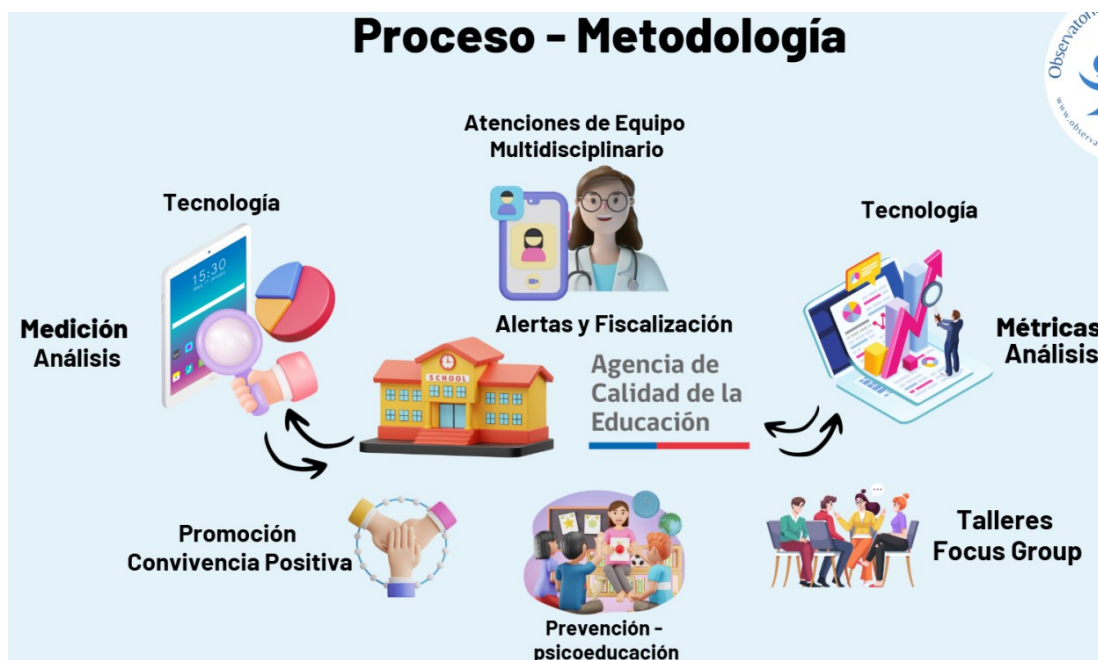 Proceso - Metodología
Atenciones de Equipo
Multidisciplinario
Tecnología
15:30
Medición
Análisis
Alertas y Fiscalización
SCHOOL
Agencia de
Calidad de la
Educación
Tecnología
Métricas
Análisis
Promoción
Convivencia Positiva
Prevención -
psicoeducación
Talleres
Focus Group